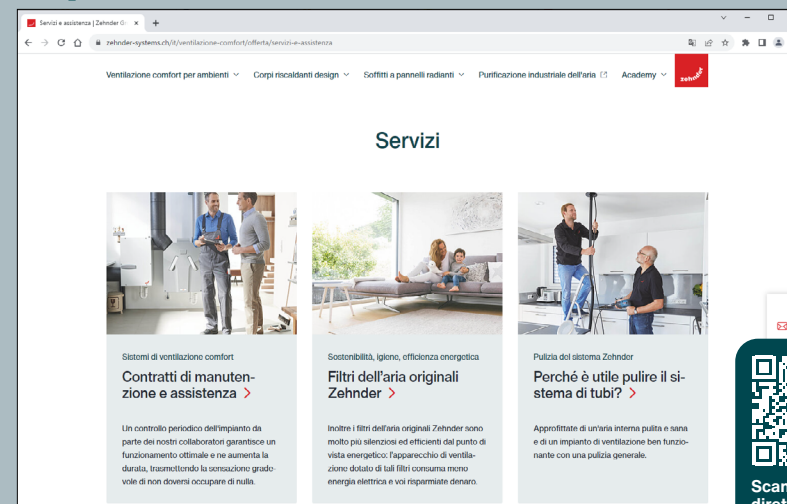 Servizi e assistenza | Zehnder Gr
zehnder-systems.ch/it/ventilazione-comfort/offerta/servizi-e-assistenza
Ventilazione comfort per ambienti
Corpi riscaldanti design
Soffitti a pannelli radianti
Purificazione industriale dell'aria
Academy
zehnder
Servizi
Sistemi di ventilazione comfort
Contratti di manuten-
zione e assistenza
Un controllo periodico dell'impianto da
parte dei nostri collaboratori garantisce un
funzionamento ottimale e ne aumenta la
durata, trasmettendo la sensazione grade-
vole di non doversi occupare di nulla.
Sostenibilità, igiene, efficienza energetica
Filtri dell'aria originali
Zehnder
Inoltre i filtri dell'aria originali Zehnder sono
molto più silenziosi ed efficienti dal punto di
vista energetico: l'apparecchio di ventila-
zione dotato di tali filtri consuma meno
energia elettrica e voi risparmiate denaro.
Pulizia del sistema Zehnder
Perché è utile pulire il si-
stema di tubi?
Approfittate di un'aria interna pulita e sana
e di un impianto di ventilazione ben funzio-
nante con una pulizia generale.
Scan
diret